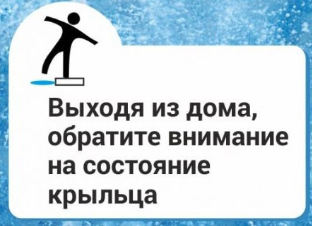 Выходя из дома,
обратите внимание
на состояние
крыльца